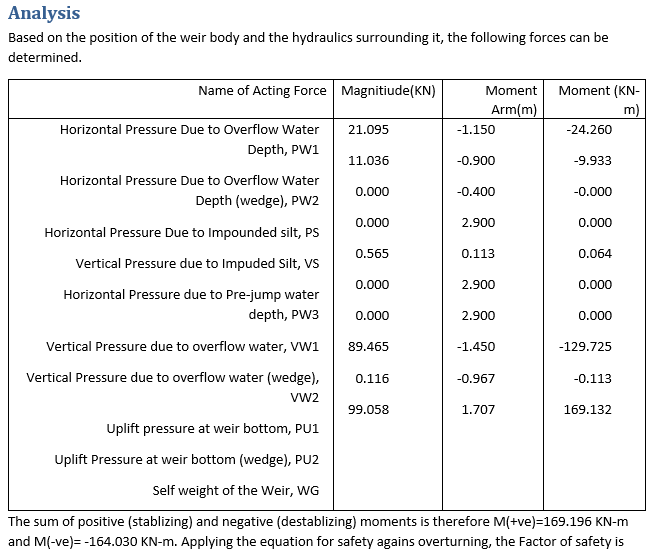 Analysis
Based on the position of the weir body and the hydraulics surrounding it, the following forces can be
determined.
Name of Acting Force Magnitiude(KN) Moment Moment (KN-
Arm(m) m)
Horizontal Pressure Due to Overflow Water 21.095 -1.150 -24.260
Depth, PW1
11.036 -0.900 -9.933
Horizontal Pressure Due to Overflow Water
Depth (wedge), PW2 0.000 -0.400 -0.000
Horizontal Pressure Due to Impounded silt, PS 0.000 2.900 0.000
Vertical Pressure due to Impuded Silt, VS 0.565 0.113 0.064
Horizontal Pressure due to Pre-jump water 0.000 2.900 0.000
depth, PW3 0.000 2.900 0.000
Vertical Pressure due to overflow water, VW1 89.465 -1.450 -129.725
Vertical Pressure due to overflow water (wedge), 0.116 -0.967 -0.113
VW2
99.058 1.707 169.132
Uplift pressure at weir bottom, PU1
Uplift Pressure at weir bottom (wedge), PU2
Self weight of the Weir, WG
The sum of positive (stablizing) and negative (destablizing) moments is therefore M(+ve)=169.196 KN-m
and M(-ve)= -164.030 KN-m. Applying the equation for safety agains overturning, the Factor of safety is